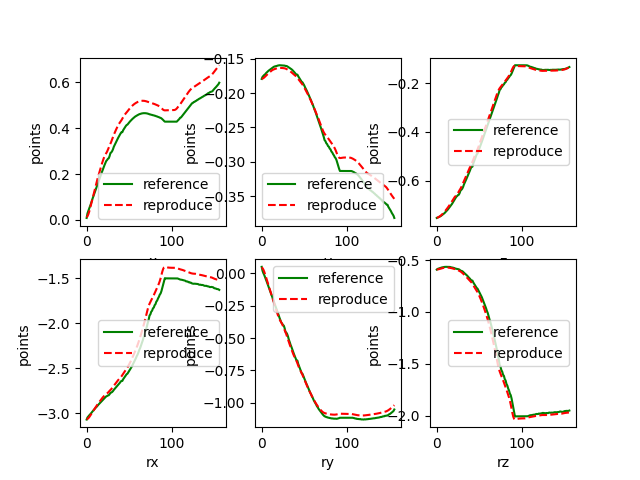 0.6
0.4
0.2
0.0
points
0
100
reference
reproduce
−0.15
−0.20
−0.25
−0.30
−0.35
points
0
100
reference
reproduce
−0.2
−0.4
−0.6
points
0
100
reference
reproduce
−1.5
−2.0
−2.5
−3.0
points
0
100
rx
reference
reproduce
0.00
−0.25
−0.50
−0.75
−1.00
points
0
100
ry
reference
reproduce
−0.5
−1.0
−1.5
−2.0
points
0
100
rz
reference
reproduce